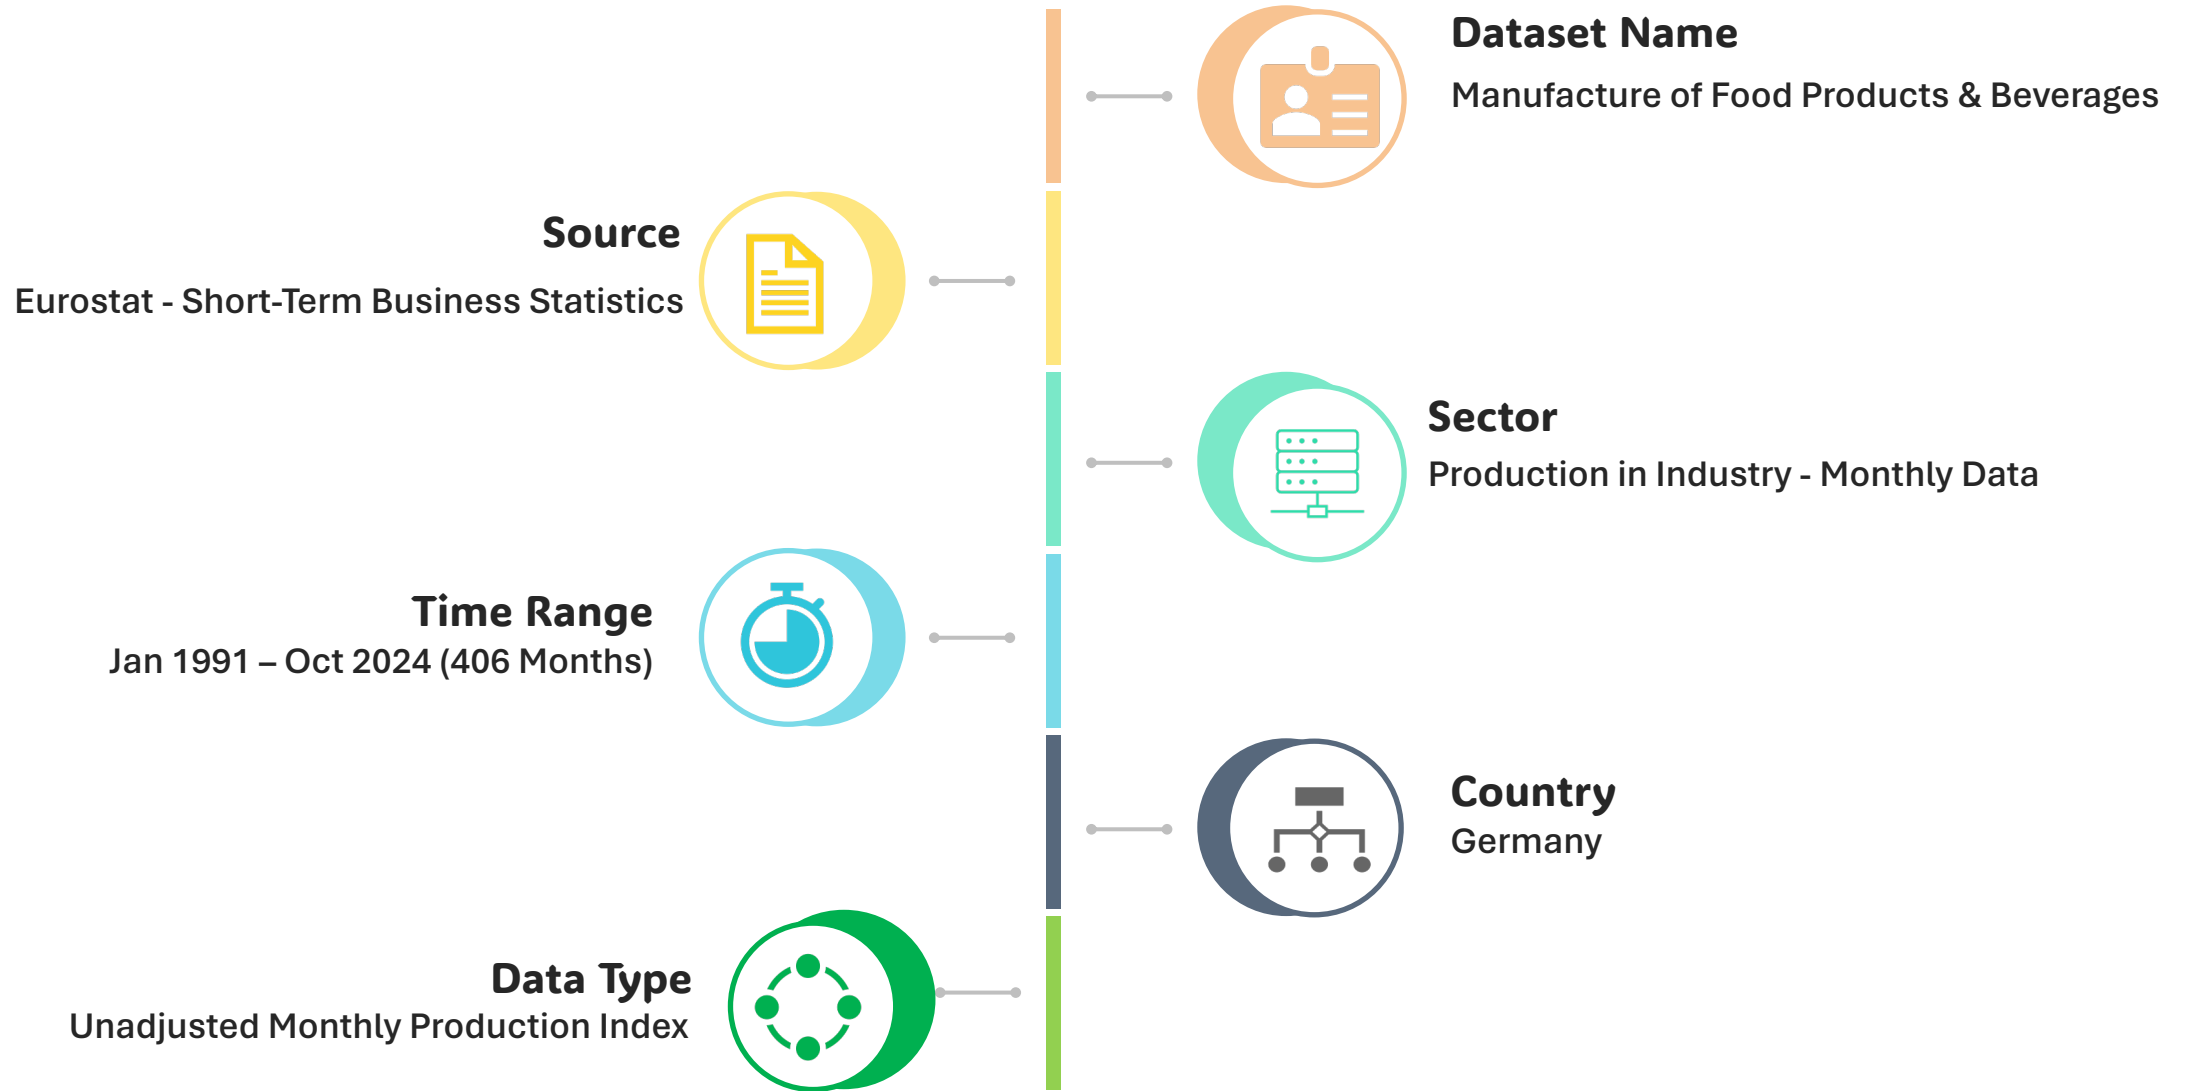 Dataset Name
Manufacture of Food Products & Beverages
Source
Eurostat - Short-Term Business Statistics
Sector
Production in Industry - Monthly Data
Time Range
Jan 1991 – Oct 2024 (406 Months)
Country
Germany
Data Type
Unadjusted Monthly Production Index